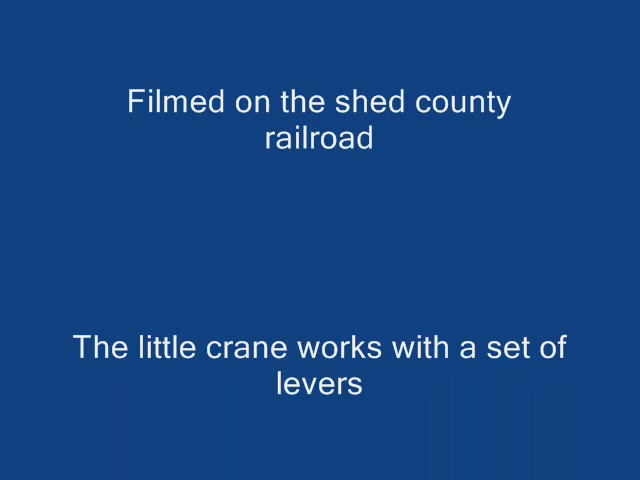 Filmed on the shed county
railroad
The little crane works with a set of
levers